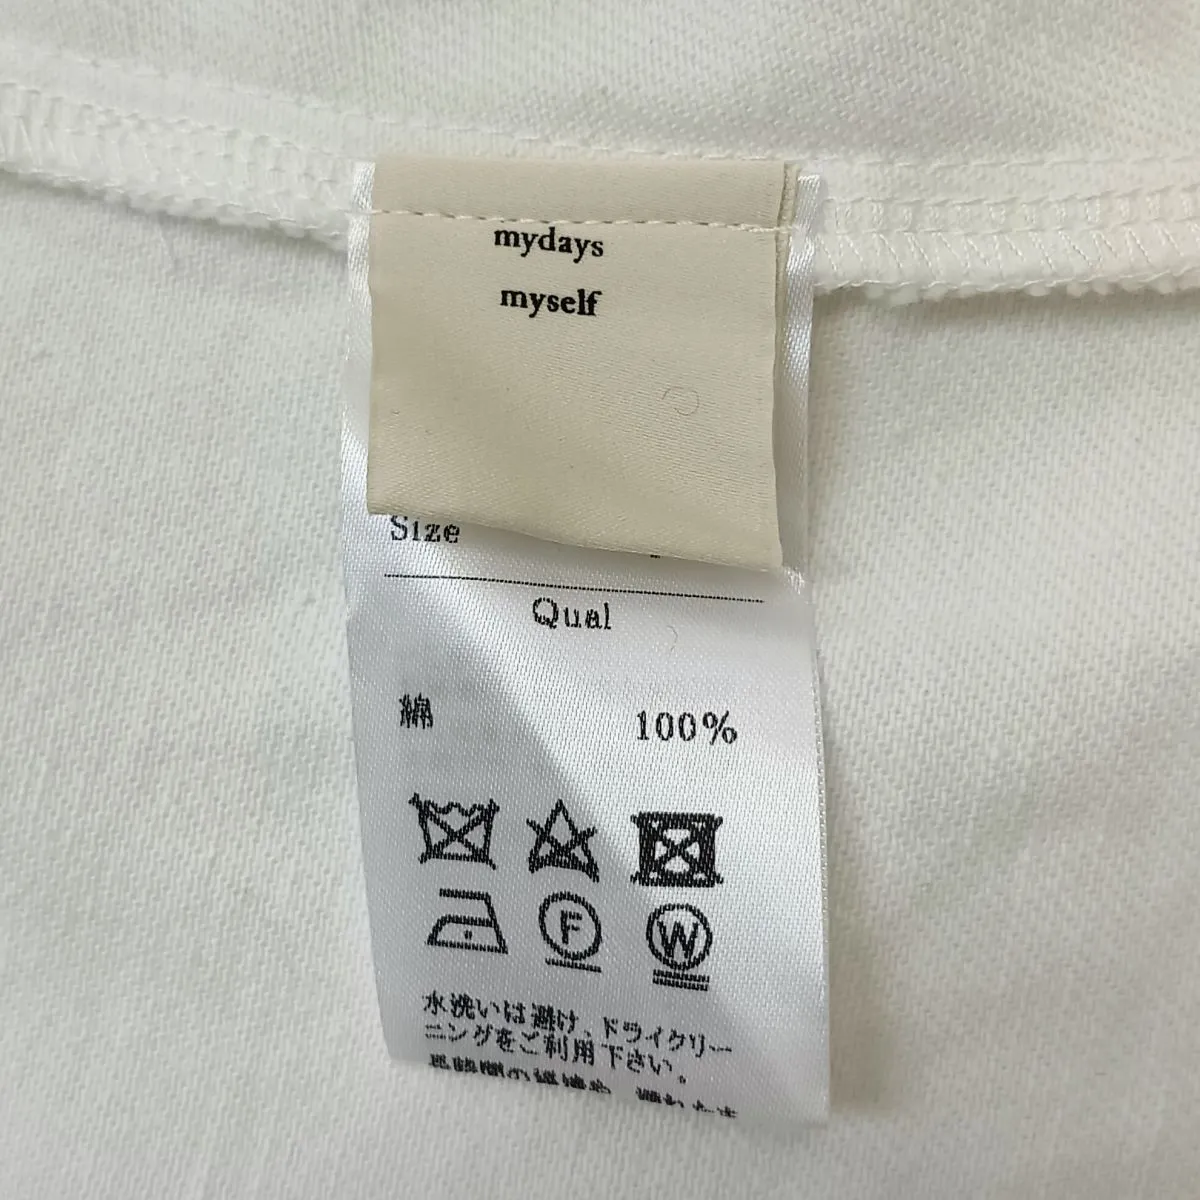 mydays
myself
Size
Qual
綿 100%
F W
水洗いは避け、ドライクリー
ニングをご利用下さい。